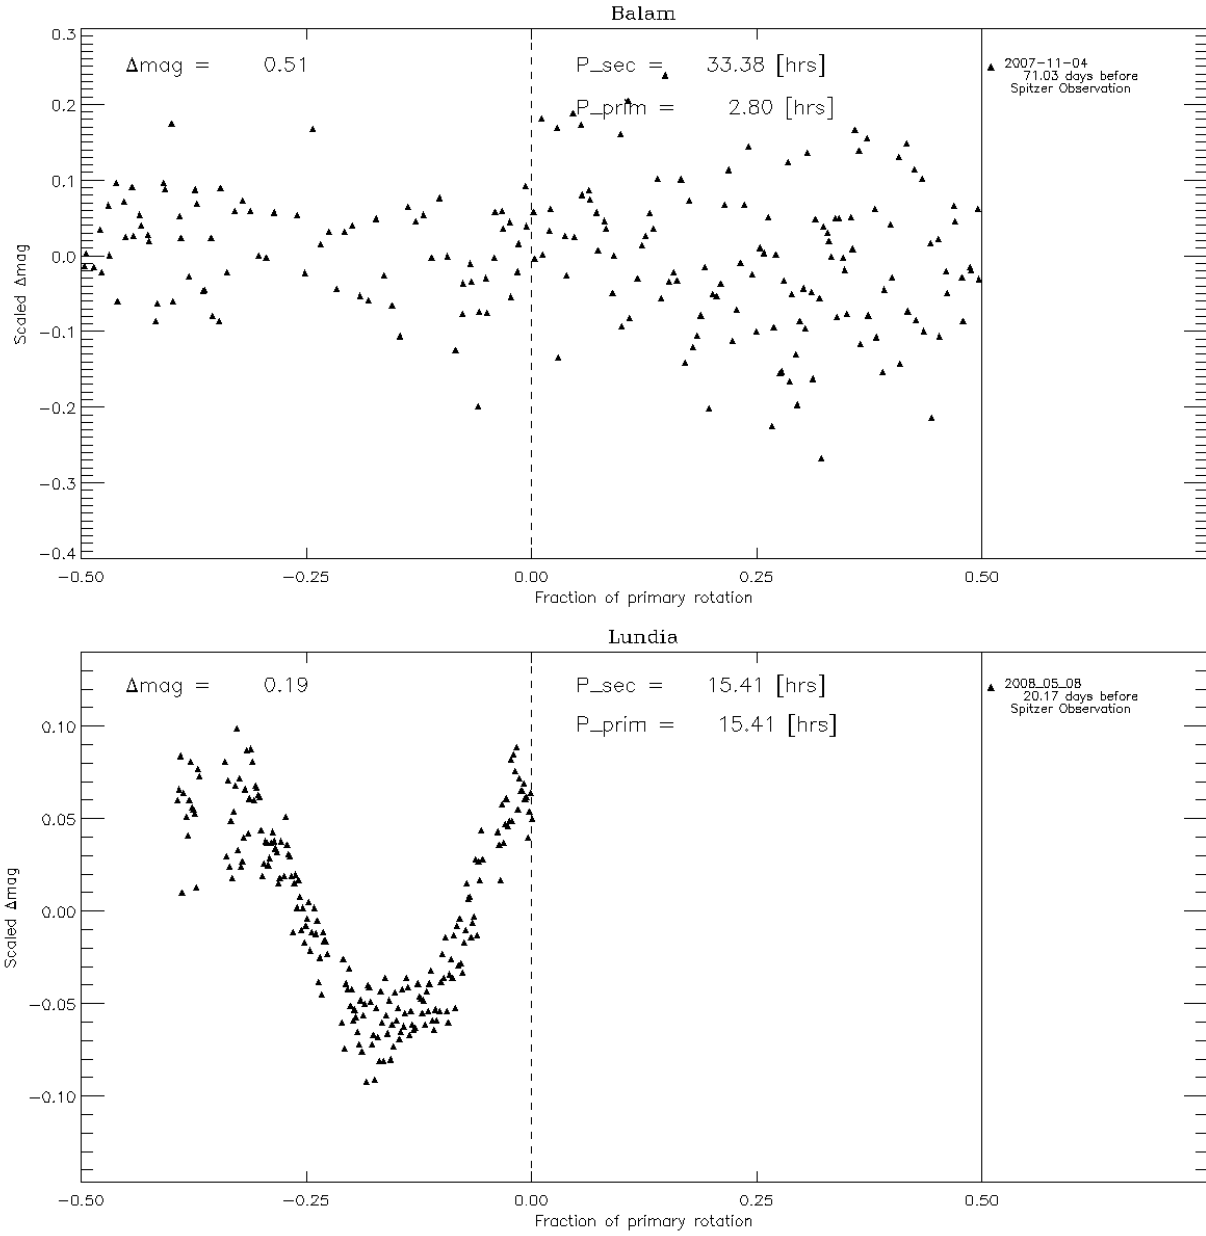 Balam
0.3
0.2
0.1
0.0
−0.1
−0.2
−0.3
−0.4
Scaled Δmag
Δmag = 0.51
P_sec = 33.38 [hrs]
P_prim = 2.80 [hrs]
2007-11-04
71.03 days before
Spitzer Observation
−0.50 −0.25 0.00 0.25 0.50
Fraction of primary rotation
Lundia
0.10
0.05
0.00
−0.05
−0.10
Scaled Δmag
Δmag = 0.19
P_sec = 15.41 [hrs]
P_prim = 15.41 [hrs]
2008_05_08
20.17 days before
Spitzer Observation
−0.50 −0.25 0.00 0.25 0.50
Fraction of primary rotation